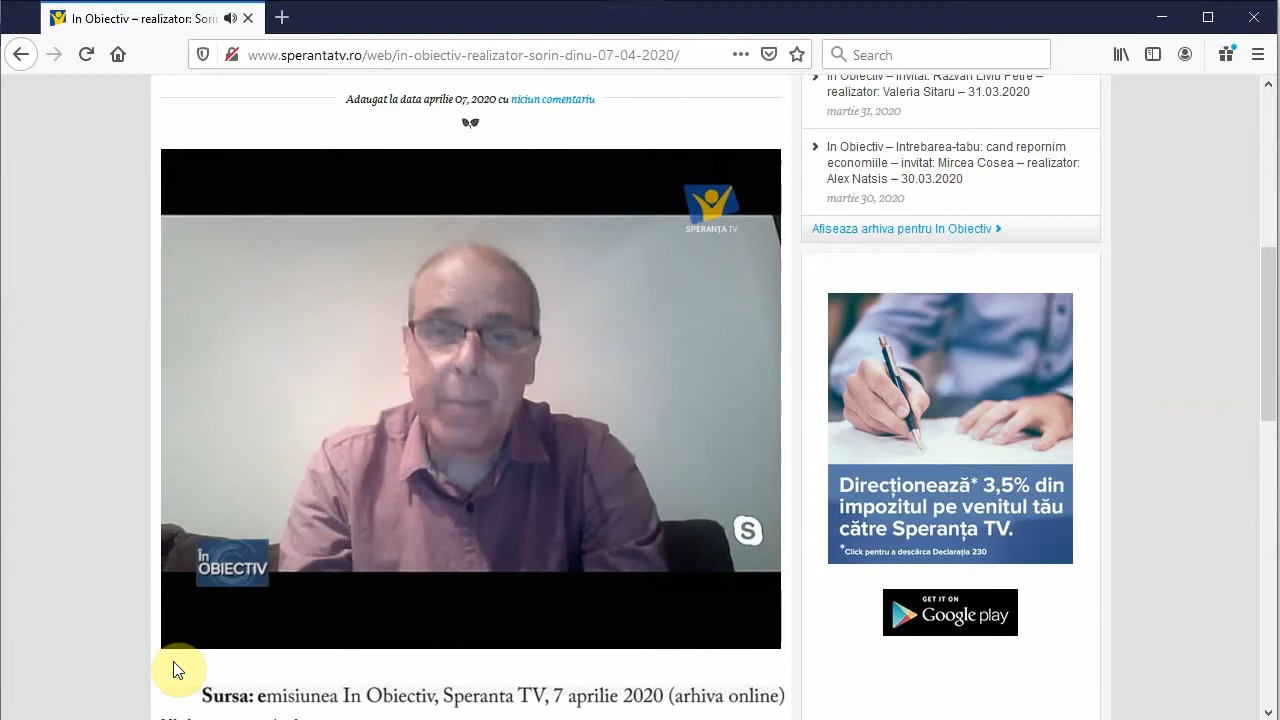 In Obiectiv – realizator: Sorin
www.sperantatv.ro/web/in-obiectiv-realizator-sorin-dinu-07-04-2020/
Search
Adaugat la data aprilie 07, 2020 cu niciun comentariu
SPERANȚA TV
S
în
OBIECTIV
Sursa: emisiunea In Obiectiv, Speranta TV, 7 aprilie 2020 (arhiva online)
In Obiectiv – invitat: Razvan Liviu Petre –
realizator: Valeria Sitaru – 31.03.2020
martie 31, 2020
In Obiectiv – Intrebarea-tabu: cand repornim
economiile – invitat: Mircea Cosea – realizator:
Alex Natsis – 30.03.2020
martie 30, 2020
Afiseaza arhiva pentru In Obiectiv
Direcționează* 3,5% din
impozitul pe venitul tău
către Speranța TV.
*Click pentru a descărca Declarația 230
GET IT ON
Google play